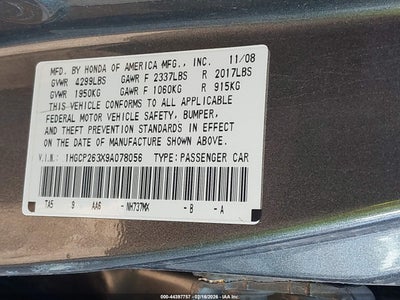 MFD. BY HONDA OF AMERICA MFG., INC. 11/08
GVWR 4299LBS GAWR F 2337LBS R 2017LBS
GVWR 1950KG GAWR F 1060KG R 915KG
THIS VEHICLE CONFORMS TO ALL APPLICABLE
FEDERAL MOTOR VEHICLE SAFETY, BUMPER,
AND THEFT PREVENTION STANDARDS IN EFFECT
ON THE DATE OF MANUFACTURE SHOWN ABOVE.
V.I.N.: 1HGCP263X9A078056 TYPE: PASSENGER CAR
TA5 9 AA6 - NH737MX - B - A
000-44397757 - 02/18/2026 - IAA Inc